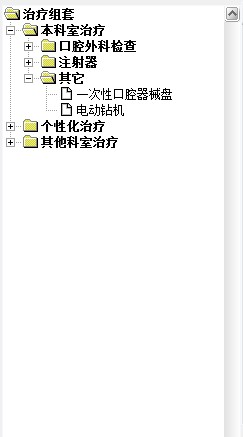 治疗组套
本科室治疗
口腔外科检查
注射器
其它
一次性口腔器械盘
电动钻机
个性化治疗
其他科室治疗